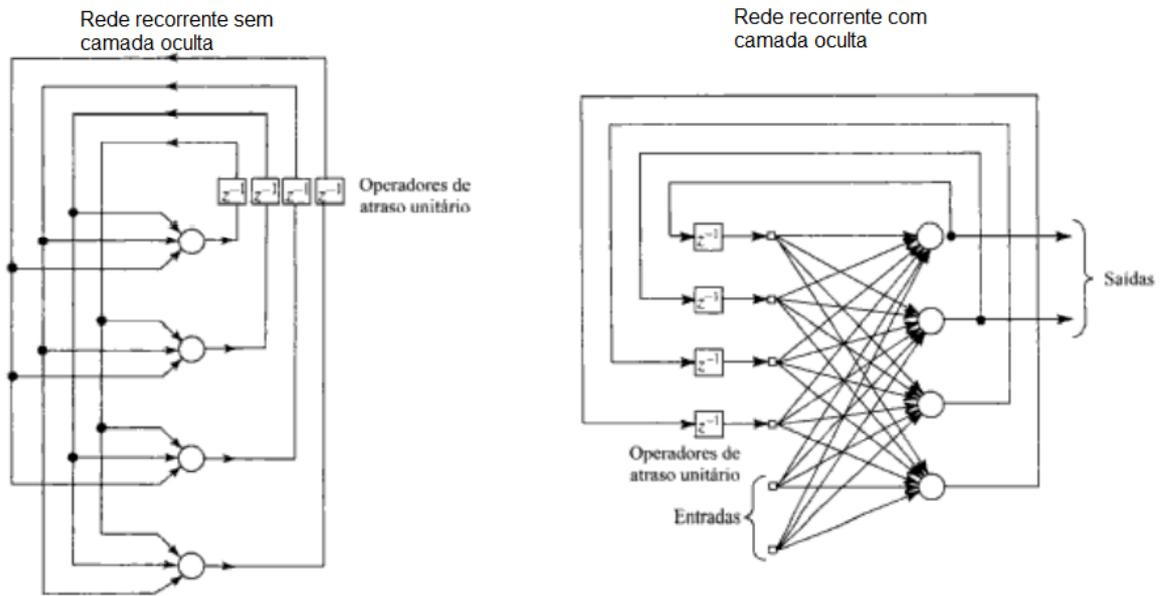 Rede recorrente sem
camada oculta
z⁻¹ z⁻¹ z⁻¹ z⁻¹
Operadores de
atraso unitário
Rede recorrente com
camada oculta
z⁻¹
z⁻¹
z⁻¹
z⁻¹
Operadores de
atraso unitário
Entradas
Saídas